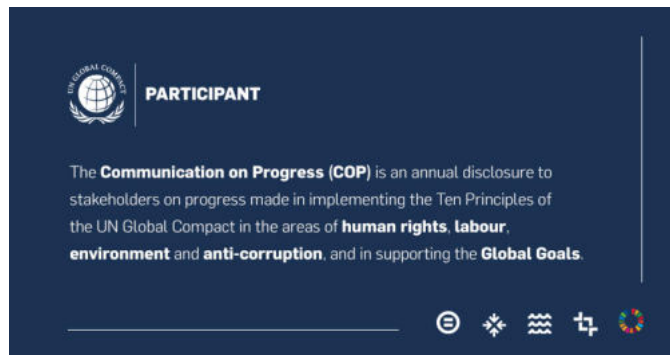 UN GLOBAL COMPACT
PARTICIPANT
The Communication on Progress (COP) is an annual disclosure to
stakeholders on progress made in implementing the Ten Principles of
the UN Global Compact in the areas of human rights, labour,
environment and anti-corruption, and in supporting the Global Goals.